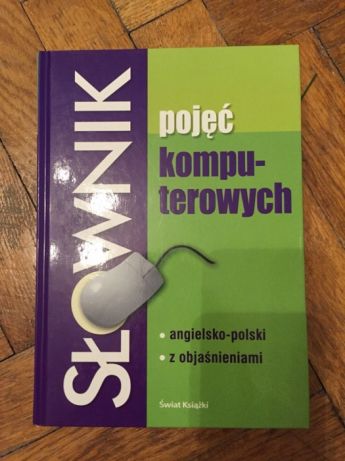 SŁOWNIK
pojęć
kompu-
terowych
• angielsko-polski
• z objaśnieniami
Świat Książki